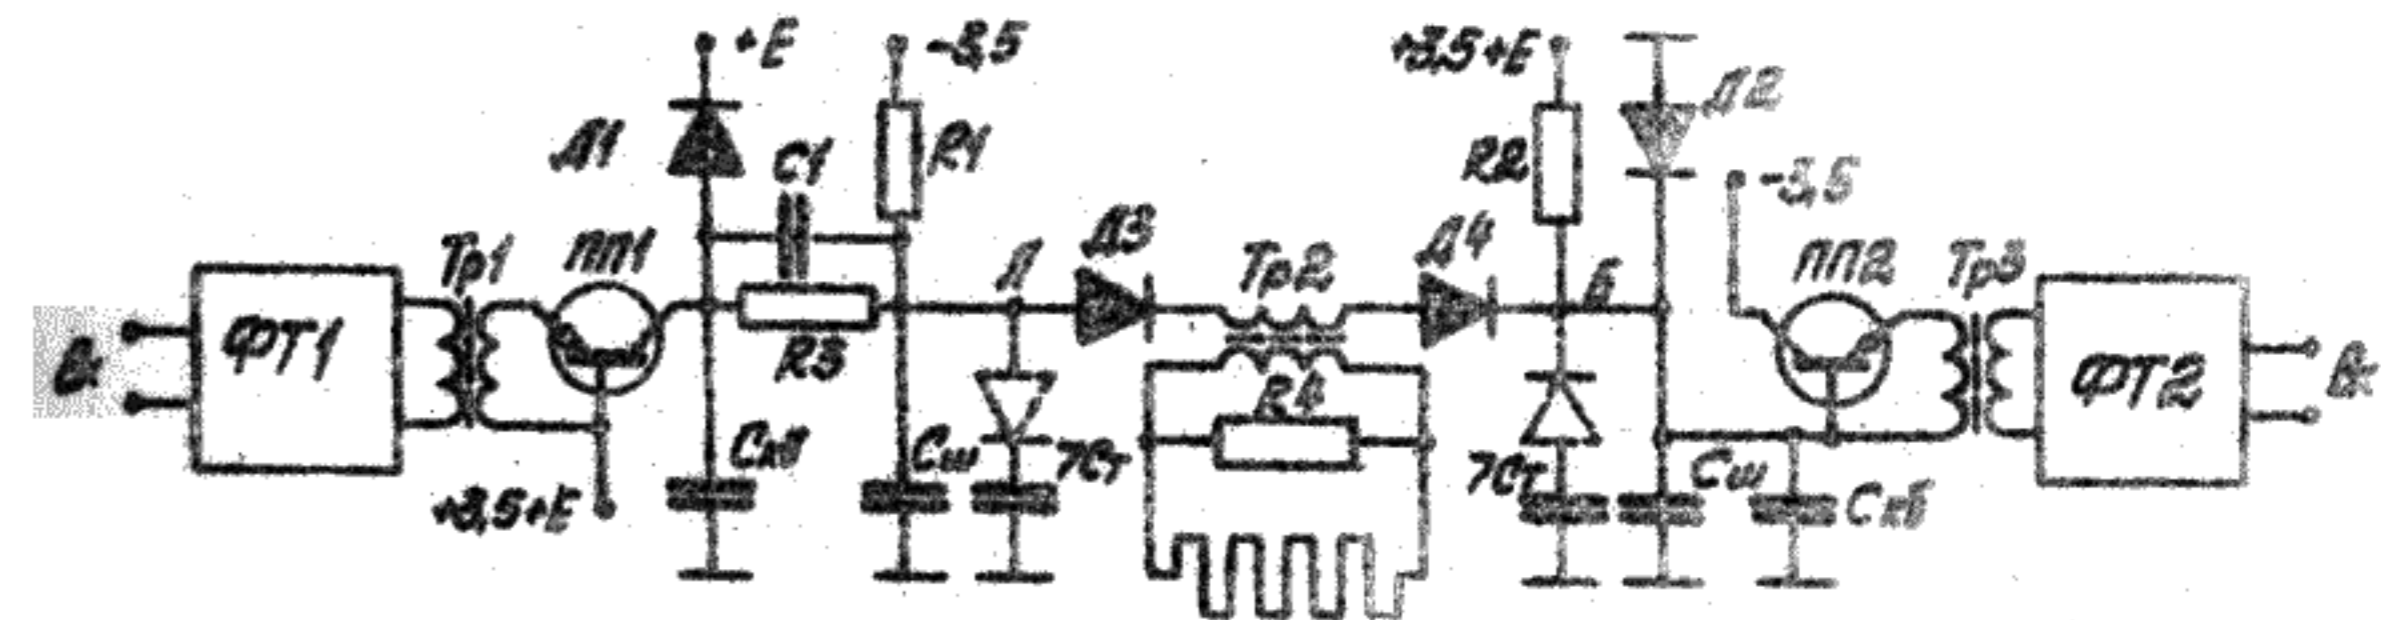 +E
-3,5
+3,5+E
Д2
Д1
C1
R1
R2
-3,5
Тр1
ПП1
Д3
Тр2
Д4
Б
ПП2
Тр3
Вх
ФТ1
R3
R4
ФТ2
Вх
Скб
Сш
7Ст
7Ст
Сш
Скб
+3,5+E